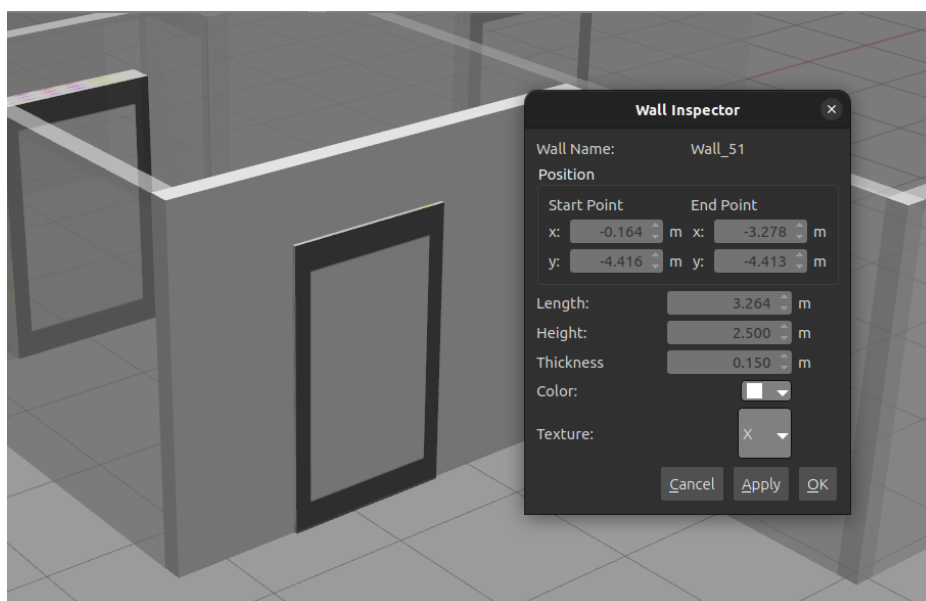 Wall Inspector
Wall Name: Wall_51
Position
Start Point End Point
x: -0.164 m x: -3.278 m
y: -4.416 m y: -4.413 m
Length: 3.264 m
Height: 2.500 m
Thickness 0.150 m
Color:
Texture: X
Cancel Apply OK